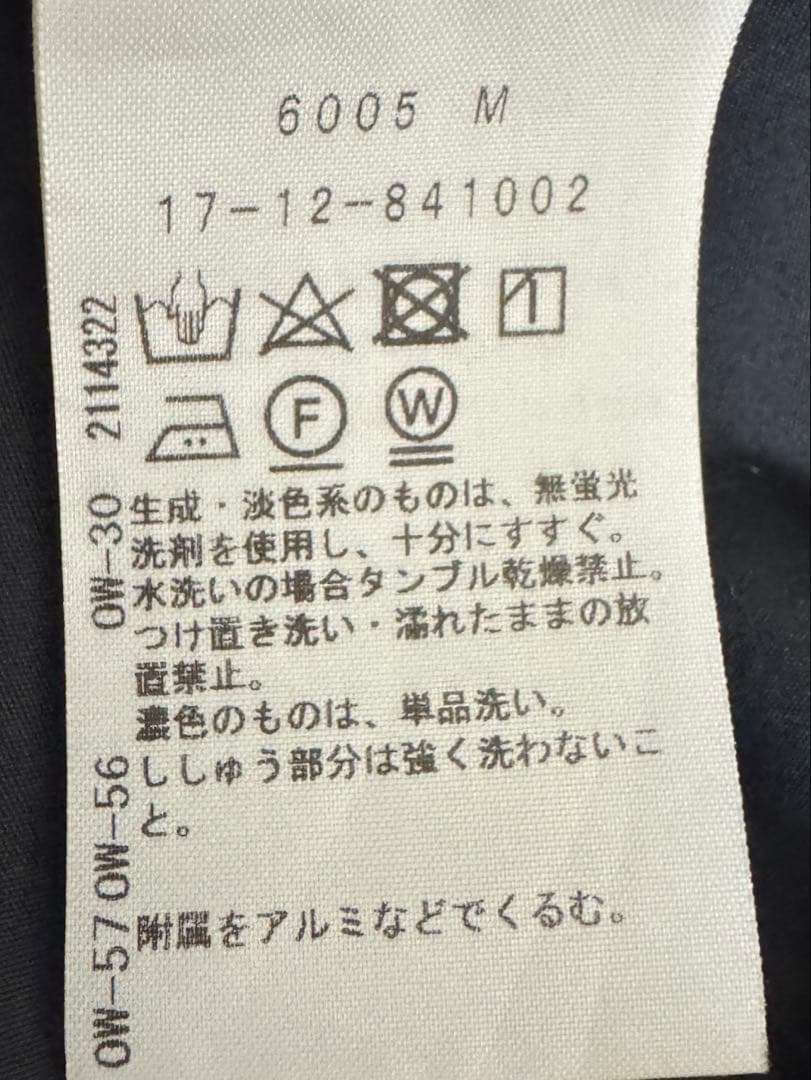 6005 M
17-12-841002
F
W
生成・淡色系のものは、無蛍光
洗剤を使用し、十分にすすぐ。
水洗いの場合タンブル乾燥禁止。
つけ置き洗い・濡れたままの放
置禁止。
濃色のものは、単品洗い。
ししゅう部分は強く洗わないこ
と。
附属をアルミなどでくるむ。
OW-57 OW-56 OW-30 2114322